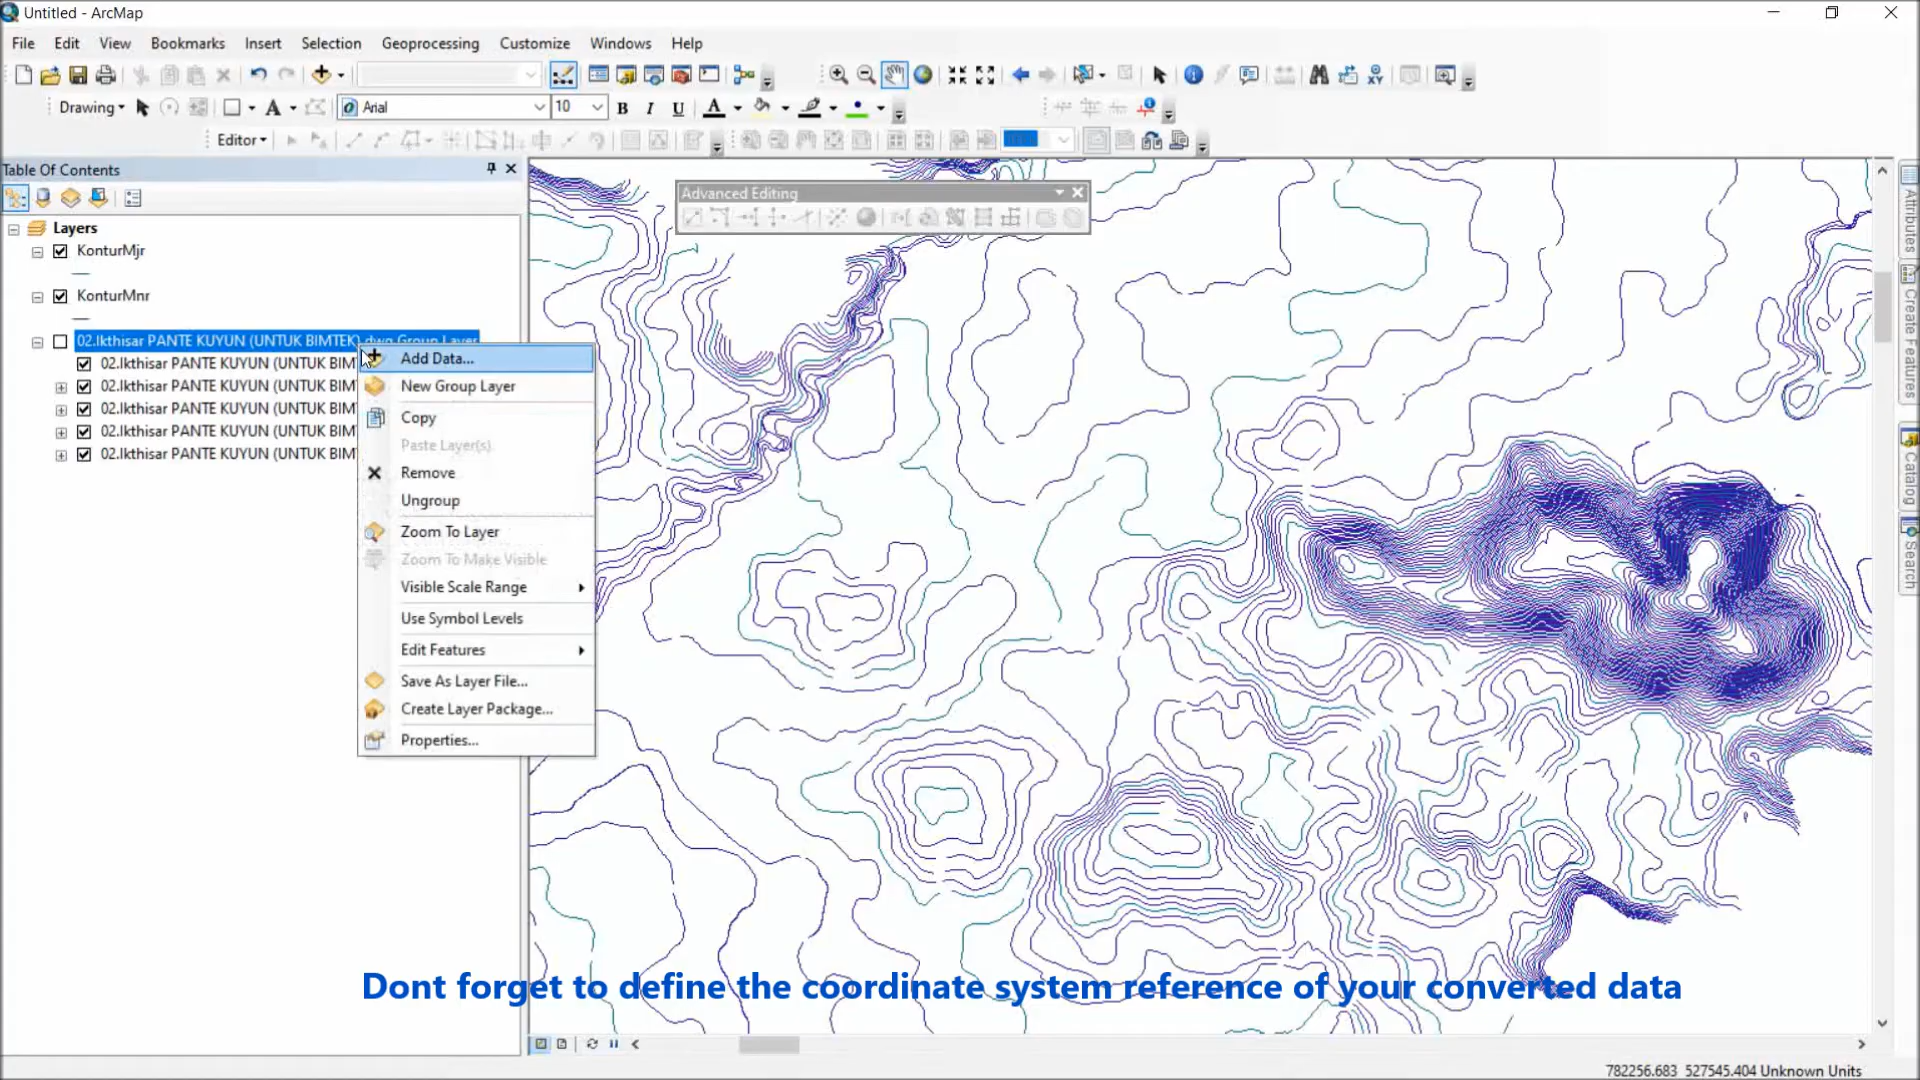 Untitled - ArcMap
File Edit View Bookmarks Insert Selection Geoprocessing Customize Windows Help
Drawing A Arial 10 B I U A
Editor
Table Of Contents
Advanced Editing
Layers
KonturMjr
KonturMnr
02.Ikthisar PANTE KUYUN (UNTUK BIMTEK).dwg Group Layer
02.Ikthisar PANTE KUYUN (UNTUK BIM
02.Ikthisar PANTE KUYUN (UNTUK BIM
02.Ikthisar PANTE KUYUN (UNTUK BIM
02.Ikthisar PANTE KUYUN (UNTUK BIM
02.Ikthisar PANTE KUYUN (UNTUK BIM
Add Data...
New Group Layer
Copy
Paste Layer(s)
Remove
Ungroup
Zoom To Layer
Zoom To Make Visible
Visible Scale Range
Use Symbol Levels
Edit Features
Save As Layer File...
Create Layer Package...
Properties...
Attributes
Create Features
Catalog
Search
Dont forget to define the coordinate system reference of your converted data
782256.683 527545.404 Unknown Units